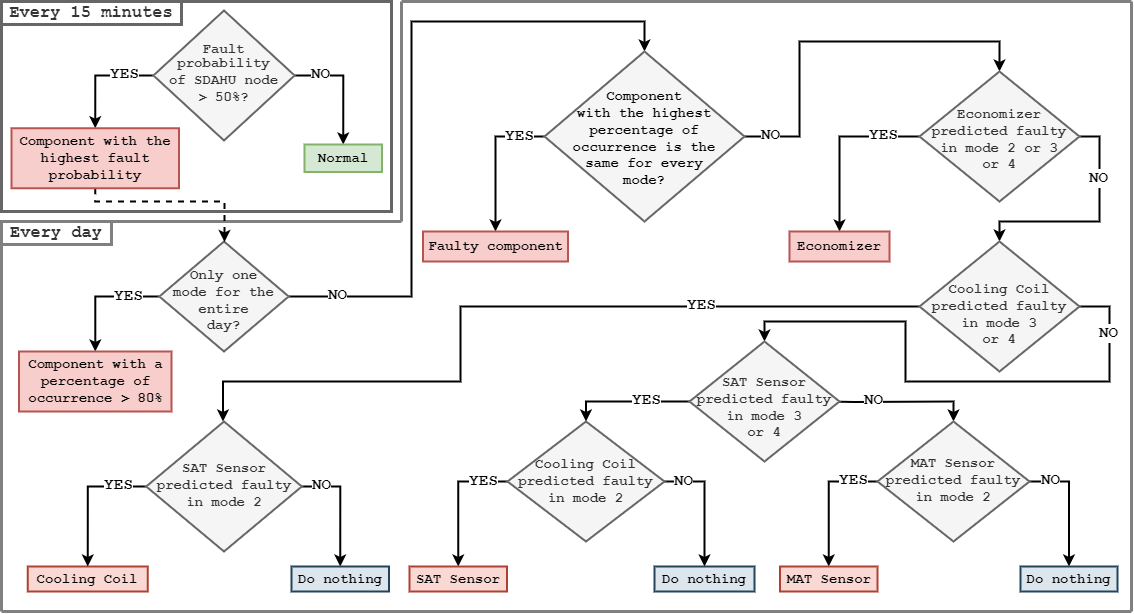 Every 15 minutes
Fault
probability
of SDAHU node
> 50%?
YES
NO
Component with the
highest fault
probability
Normal
Every day
Only one
mode for the
entire
day?
YES
NO
Component with a
percentage of
occurrence > 80%
Component
with the highest
percentage of
occurrence is the
same for every
mode?
YES
NO
Faulty component
Economizer
predicted faulty
in mode 2 or 3
or 4
YES
NO
Economizer
Cooling Coil
predicted faulty
in mode 3
or 4
YES
NO
SAT Sensor
predicted faulty
in mode 3
or 4
YES
NO
SAT Sensor
predicted faulty
in mode 2
YES
NO
Cooling Coil
Do nothing
Cooling Coil
predicted faulty
in mode 2
YES
NO
SAT Sensor
Do nothing
MAT Sensor
predicted faulty
in mode 2
YES
NO
MAT Sensor
Do nothing